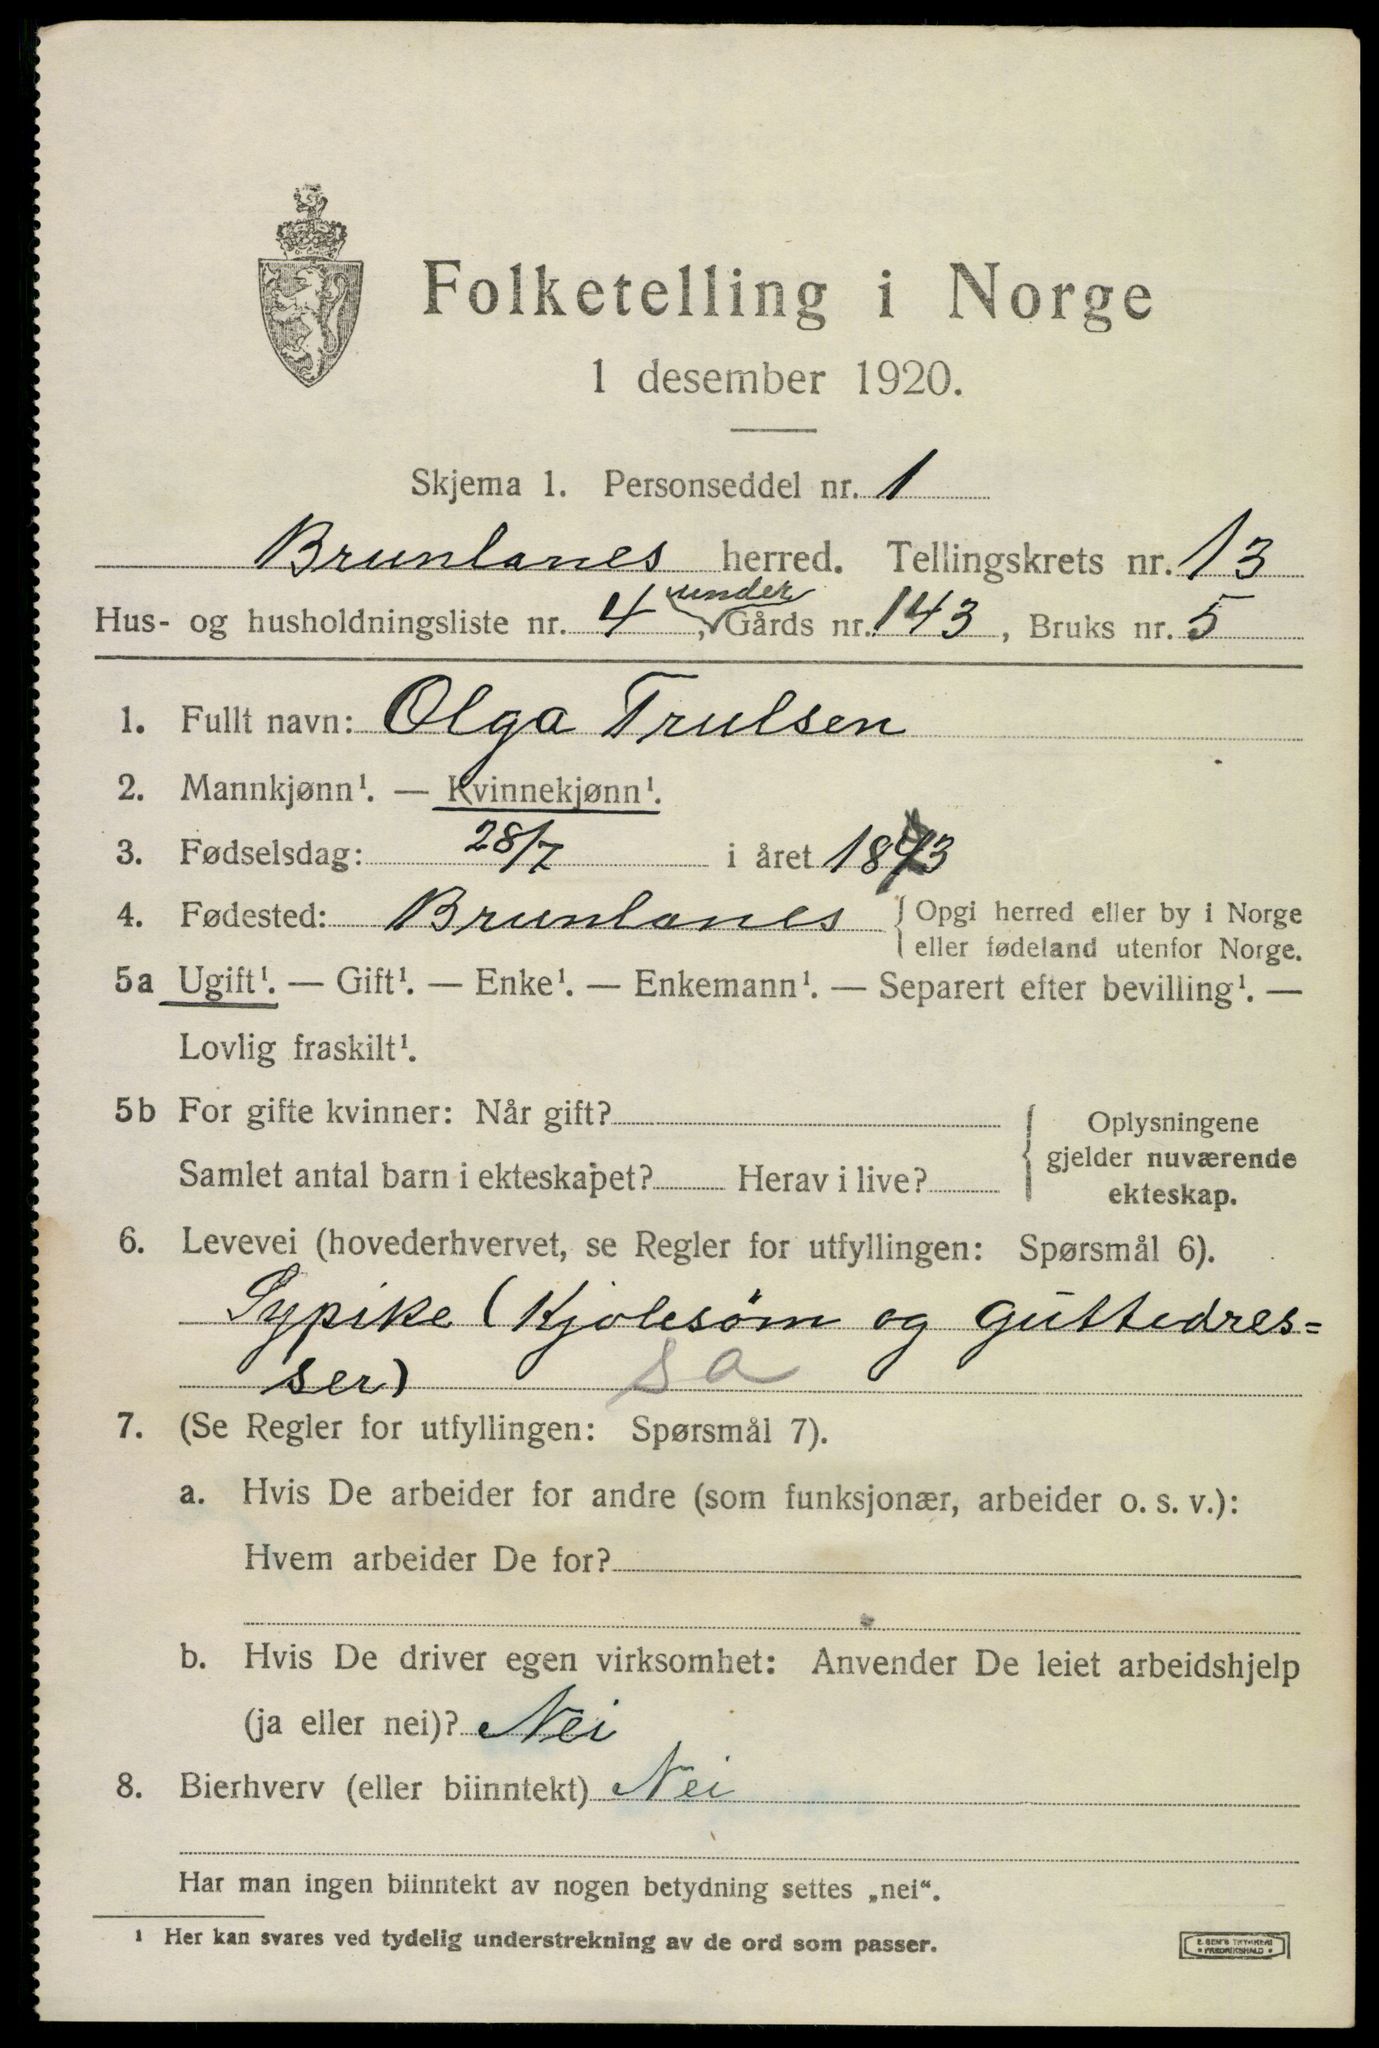 Folketelling i Norge
1 desember 1920.
Skjema 1. Personseddel nr. 1
Brunlanes herred. Tellingskrets nr. 13
under
Hus- og husholdningsliste nr. 4, Gårds nr. 143, Bruks nr. 5
1. Fullt navn: Olga Trulsen
2. Mannkjønn¹. — Kvinnekjønn¹.
3. Fødselsdag: 28/7 i året
4. Fødested: Brunlanes { Opgi herred eller by i Norge
eller fødeland utenfor Norge.
5a Ugift¹. — Gift¹. — Enke¹. — Enkemann¹. — Separert efter bevilling¹. —
Lovlig fraskilt¹.
5b For gifte kvinner: Når gift?
Samlet antal barn i ekteskapet? Herav i live?
{ Oplysningene
gjelder nuværende
ekteskap.
6. Levevei (hovederhvervet, se Regler for utfyllingen: Spørsmål 6).
Sypike (Kjolesöm og guttedres=
ser) sa
7. (Se Regler for utfyllingen: Spørsmål 7).
a. Hvis De arbeider for andre (som funksjonær, arbeider o. s. v.):
Hvem arbeider De for?
b. Hvis De driver egen virksomhet: Anvender De leiet arbeidshjelp
(ja eller nei)? Nei
8. Bierhverv (eller biinntekt) Nei
Har man ingen biinntekt av nogen betydning settes „nei“.
¹ Her kan svares ved tydelig understrekning av de ord som passer.
E. SEM'S TRYKKERI
FREDRIKSHALD